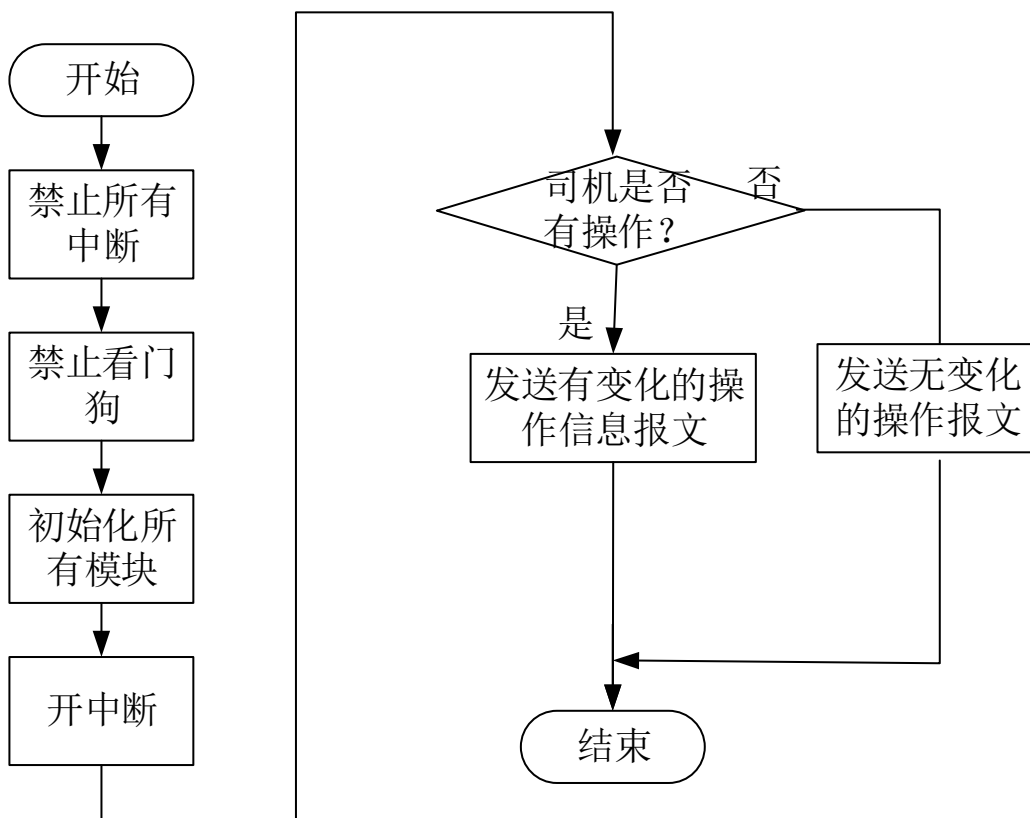 开始
禁止所有
中断
禁止看门
狗
初始化所
有模块
开中断
司机是否
有操作？
否
是
发送有变化的操
作信息报文
发送无变化
的操作报文
结束